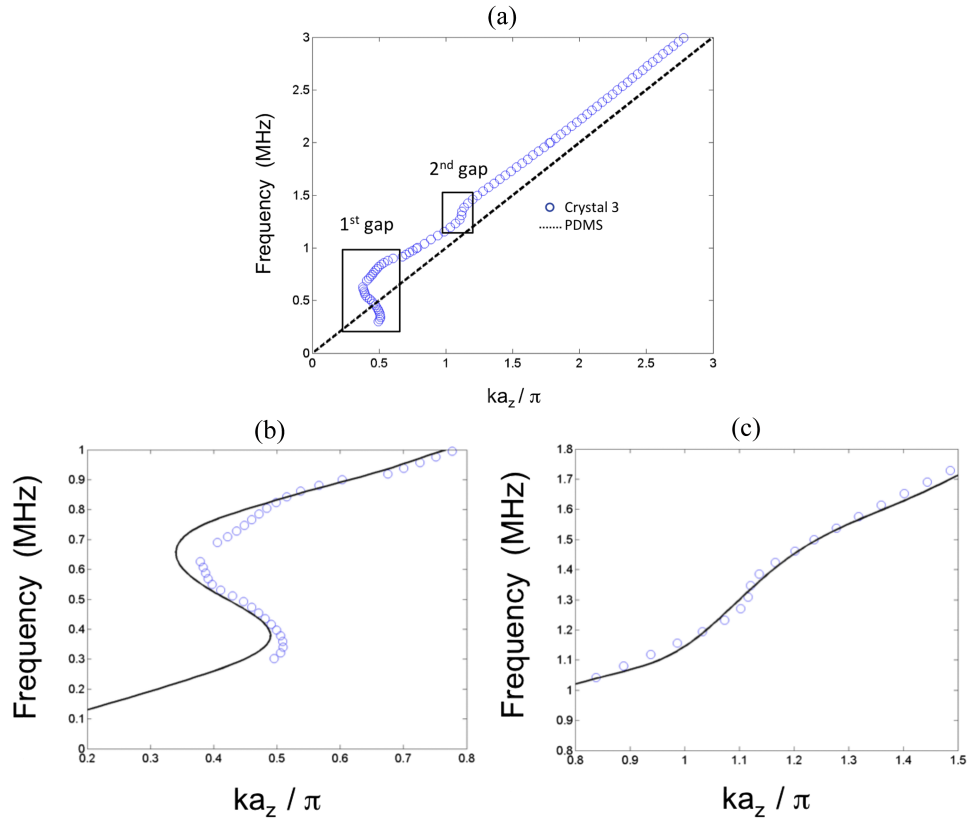 (a)
3
2.5
2
1.5
1
0.5
0
Frequency (MHz)
2nd gap
1st gap
Crystal 3
PDMS
0 0.5 1 1.5 2 2.5 3
kaz / π
(b)
1
0.9
0.8
0.7
0.6
0.5
0.4
0.3
0.2
0.1
0
Frequency (MHz)
0.2 0.3 0.4 0.5 0.6 0.7 0.8
kaz / π
(c)
1.8
1.7
1.6
1.5
1.4
1.3
1.2
1.1
1
0.9
0.8
Frequency (MHz)
0.8 0.9 1 1.1 1.2 1.3 1.4 1.5
kaz / π